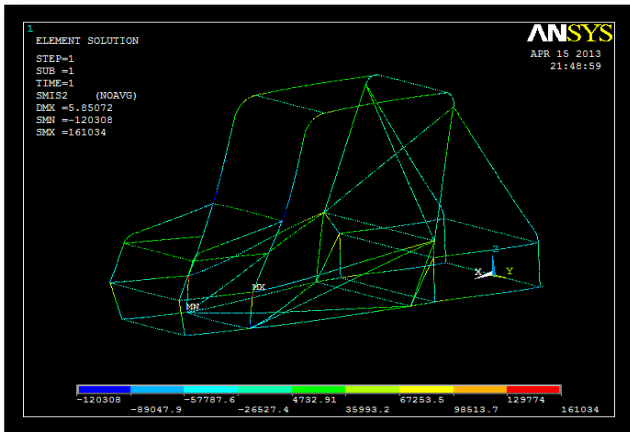 1
ANSYS
ELEMENT SOLUTION
APR 15 2013
21:48:59
STEP=1
SUB =1
TIME=1
SMIS2 (NOAVG)
DMX =5.85072
SMN =-120308
SMX =161034
Z
X Y
MX
MN
-120308 -57787.6 4732.91 67253.5 129774
-89047.9 -26527.4 35993.2 98513.7 161034